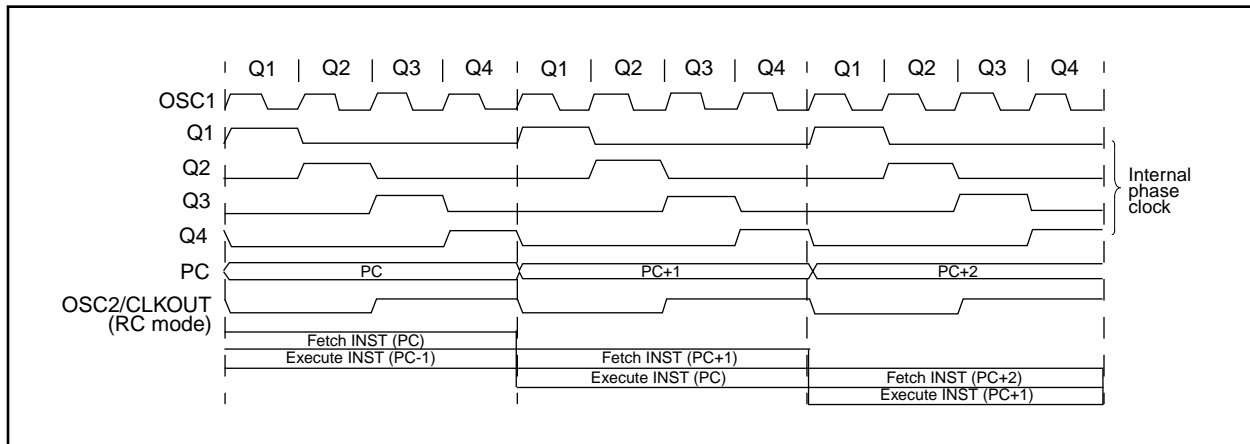 Q1 Q2 Q3 Q4 Q1 Q2 Q3 Q4 Q1 Q2 Q3 Q4
OSC1
Q1
Q2
Q3
Q4
Internal
phase
clock
PC PC PC+1 PC+2
OSC2/CLKOUT
(RC mode)
Fetch INST (PC)
Execute INST (PC-1) Fetch INST (PC+1)
Execute INST (PC) Fetch INST (PC+2)
Execute INST (PC+1)